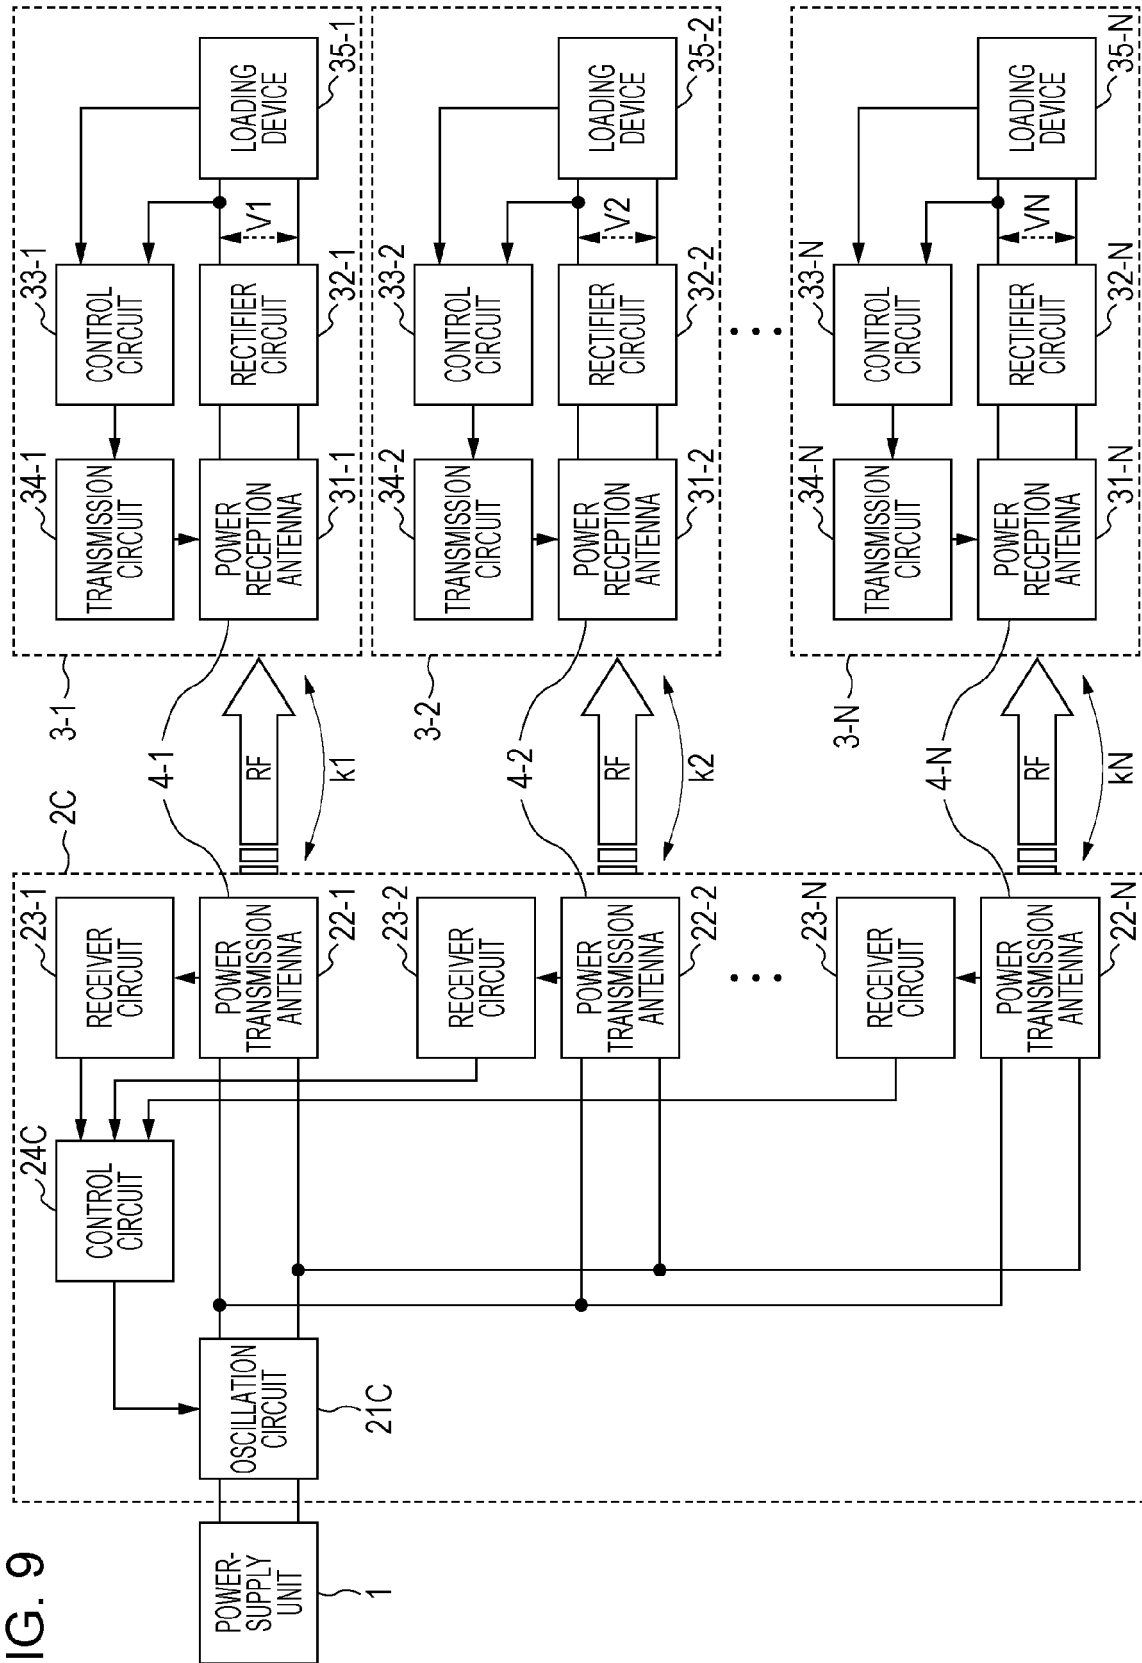 IG. 9
POWER-
SUPPLY
UNIT
1
OSCILLATION
CIRCUIT
21C
CONTROL
CIRCUIT
24C
2C
RECEIVER
CIRCUIT
23-1
POWER
TRANSMISSION
ANTENNA
22-1
RECEIVER
CIRCUIT
23-2
POWER
TRANSMISSION
ANTENNA
22-2
• • •
RECEIVER
CIRCUIT
23-N
POWER
TRANSMISSION
ANTENNA
22-N
4-1
RF
k1
4-2
RF
k2
4-N
RF
kN
3-1
TRANSMISSION
CIRCUIT
34-1
POWER
RECEPTION
ANTENNA
31-1
CONTROL
CIRCUIT
33-1
RECTIFIER
CIRCUIT
32-1
V1
LOADING
DEVICE
35-1
3-2
TRANSMISSION
CIRCUIT
34-2
POWER
RECEPTION
ANTENNA
31-2
CONTROL
CIRCUIT
33-2
RECTIFIER
CIRCUIT
32-2
V2
LOADING
DEVICE
35-2
• • •
3-N
TRANSMISSION
CIRCUIT
34-N
POWER
RECEPTION
ANTENNA
31-N
CONTROL
CIRCUIT
33-N
RECTIFIER
CIRCUIT
32-N
VN
LOADING
DEVICE
35-N